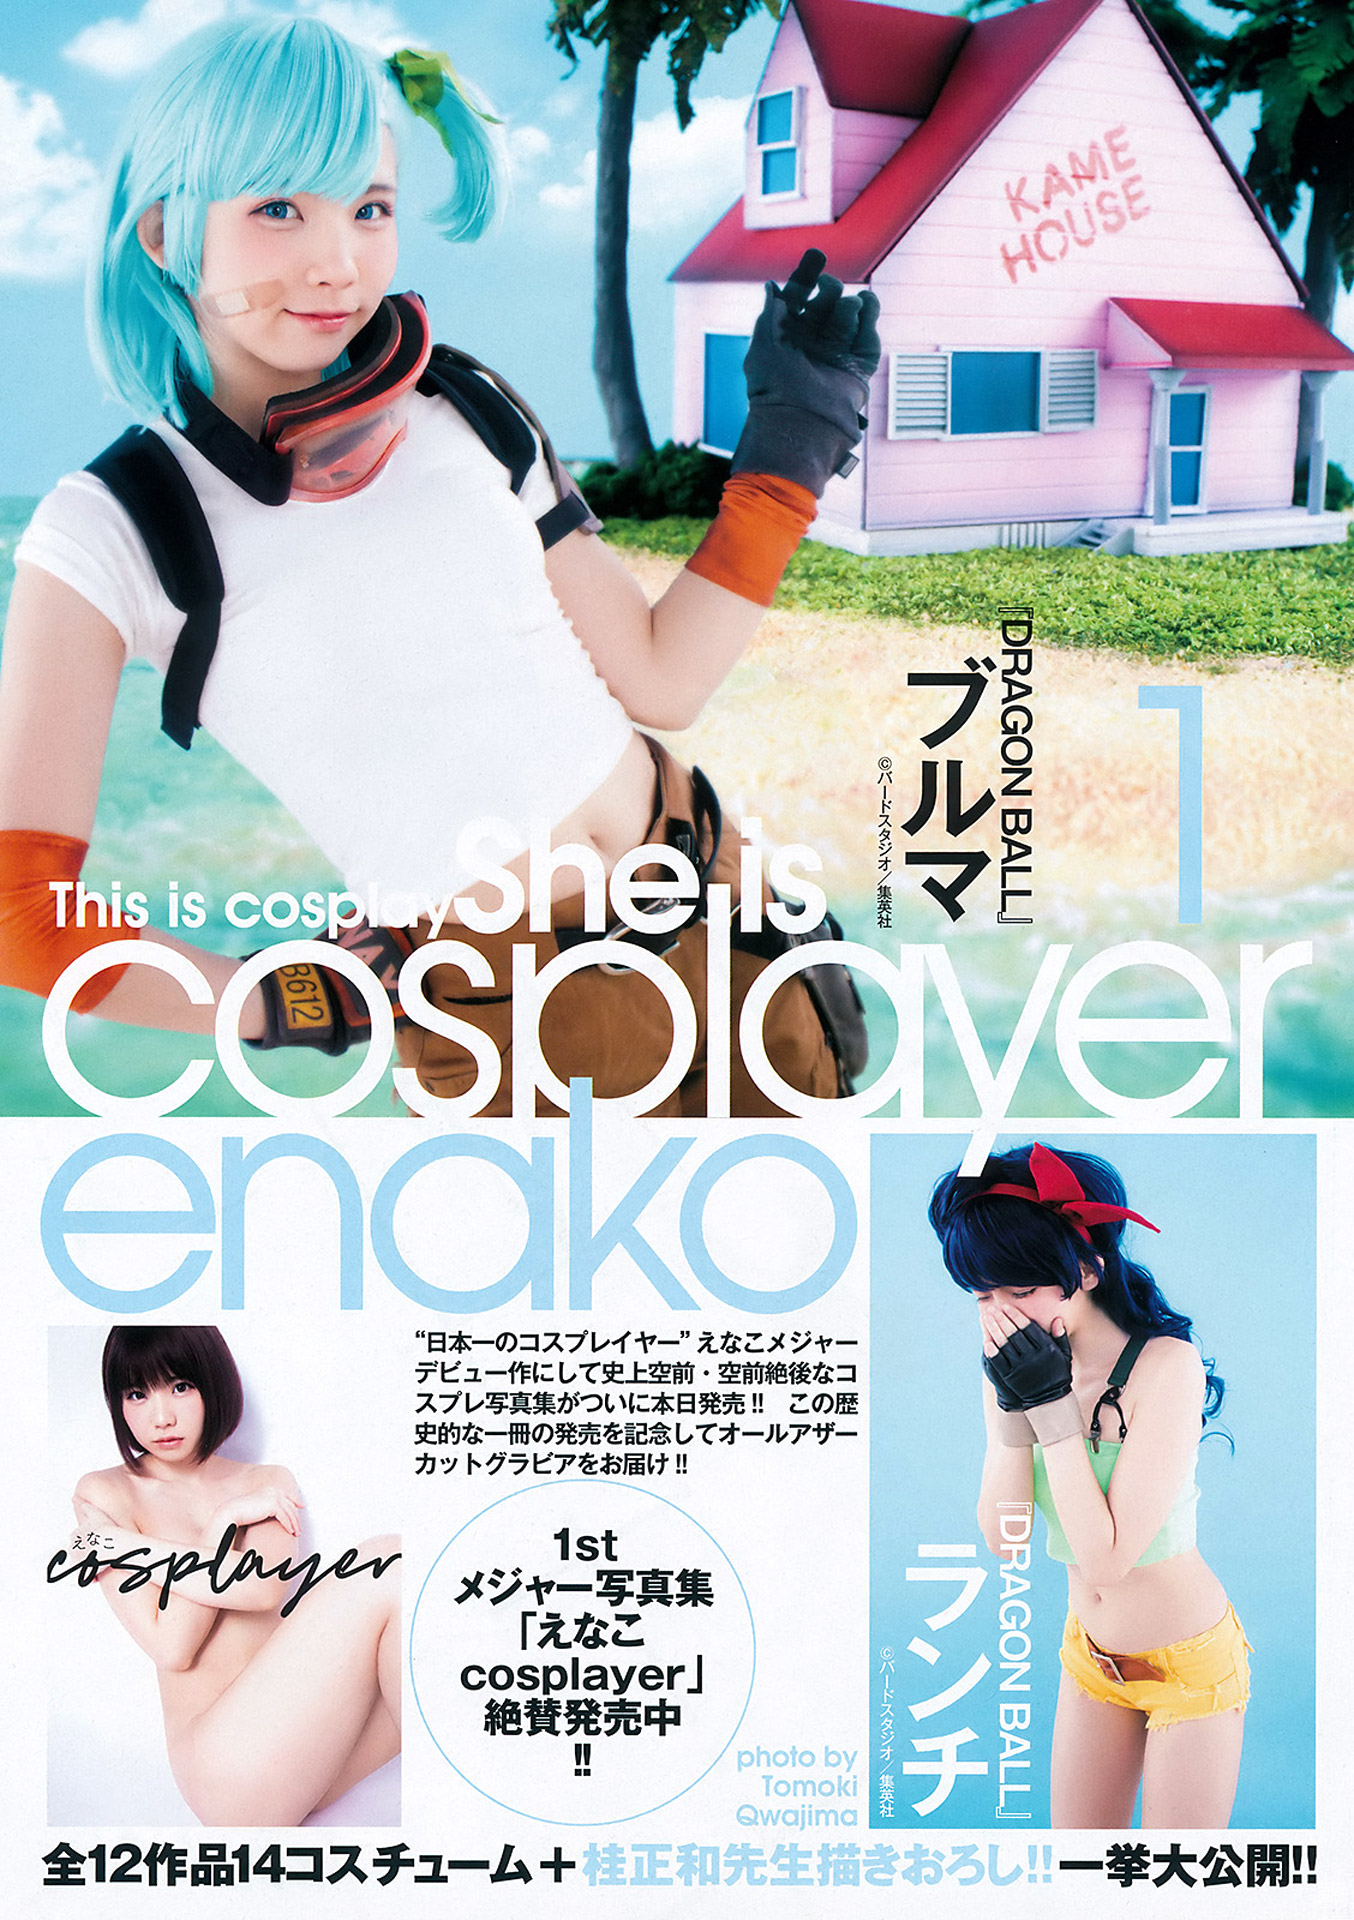 KAME
HOUSE
『DRAGON BALL』
ブルマ
©バードスタジオ／集英社
1
This is cosplay She is
cosplayer
enako
B612
“日本一のコスプレイヤー”えなこメジャー
デビュー作にして史上空前・空前絶後なコ
スプレ写真集がついに本日発売!!　この歴
史的な一冊の発売を記念してオールアザー
カットグラビアをお届け!!
えなこ
cosplayer
1st
メジャー写真集
「えなこ
cosplayer」
絶賛発売中
!!
photo by
Tomoki
Qwajima
『DRAGON BALL』
ランチ
©バードスタジオ／集英社
全12作品14コスチューム＋桂正和先生描きおろし!!一挙大公開!!